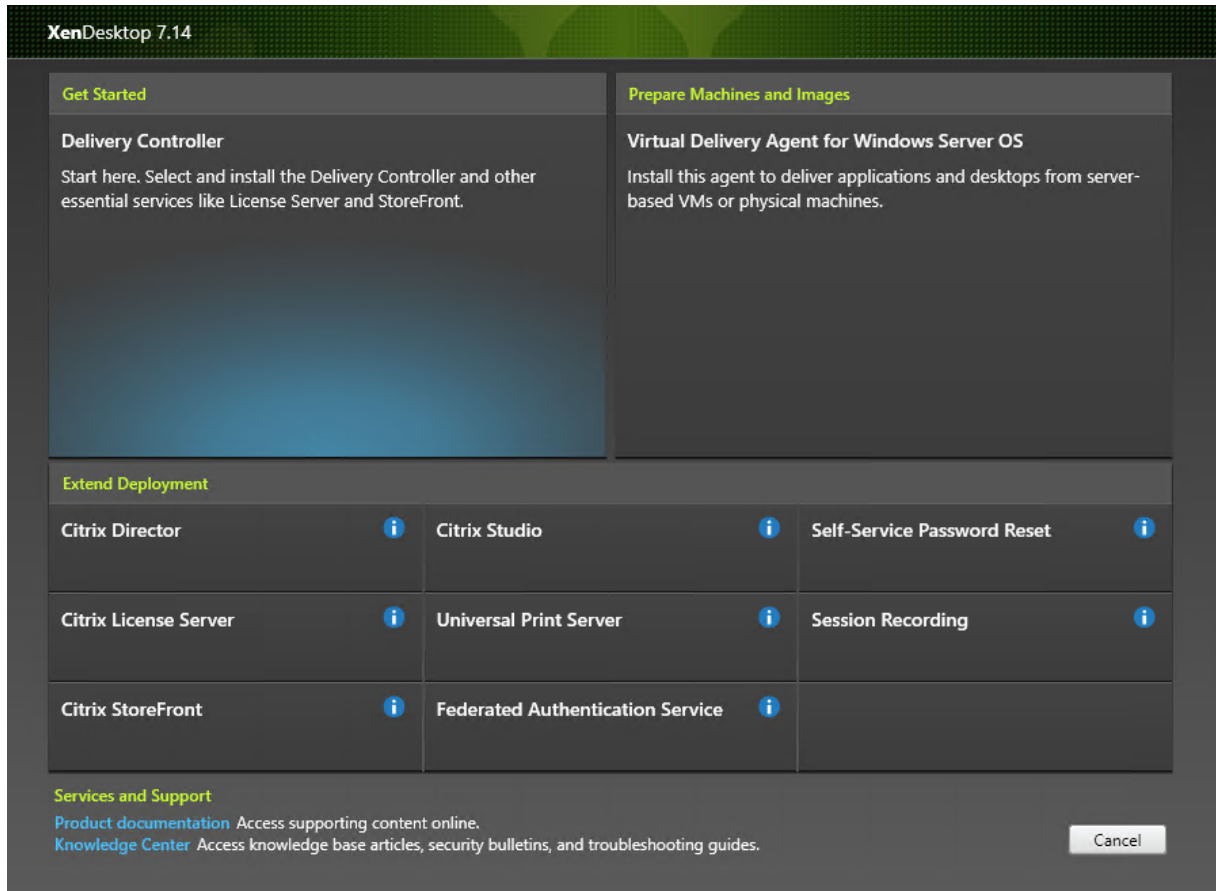 XenDesktop 7.14
Get Started
Delivery Controller
Start here. Select and install the Delivery Controller and other
essential services like License Server and StoreFront.
Prepare Machines and Images
Virtual Delivery Agent for Windows Server OS
Install this agent to deliver applications and desktops from server-
based VMs or physical machines.
Extend Deployment
Citrix Director
Citrix Studio
Self-Service Password Reset
Citrix License Server
Universal Print Server
Session Recording
Citrix StoreFront
Federated Authentication Service
Services and Support
Product documentation Access supporting content online.
Knowledge Center Access knowledge base articles, security bulletins, and troubleshooting guides.
Cancel